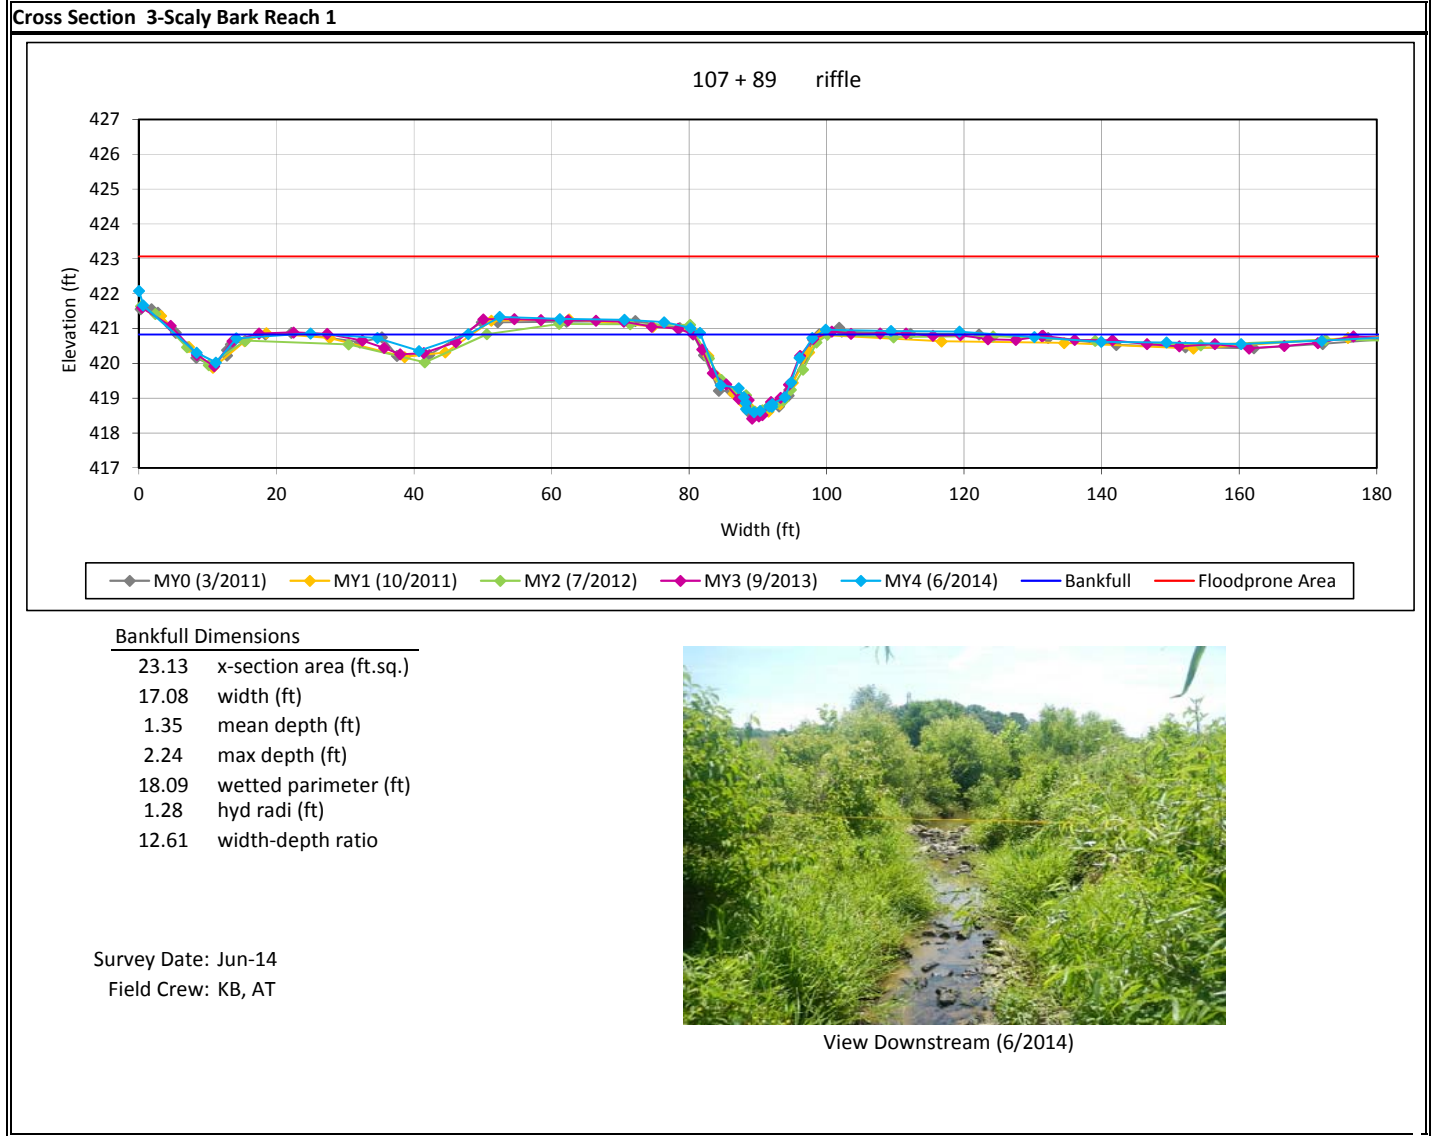 Cross Section 3-Scaly Bark Reach 1
107 + 89 riffle
427
426
425
424
423
422
421
420
419
418
417
Elevation (ft)
0 20 40 60 80 100 120 140 160 180
Width (ft)
MY0 (3/2011) MY1 (10/2011) MY2 (7/2012) MY3 (9/2013) MY4 (6/2014) Bankfull Floodprone Area
Bankfull Dimensions
23.13 x-section area (ft.sq.)
17.08 width (ft)
1.35 mean depth (ft)
2.24 max depth (ft)
18.09 wetted parimeter (ft)
1.28 hyd radi (ft)
12.61 width-depth ratio
Survey Date: Jun-14
Field Crew: KB, AT
View Downstream (6/2014)